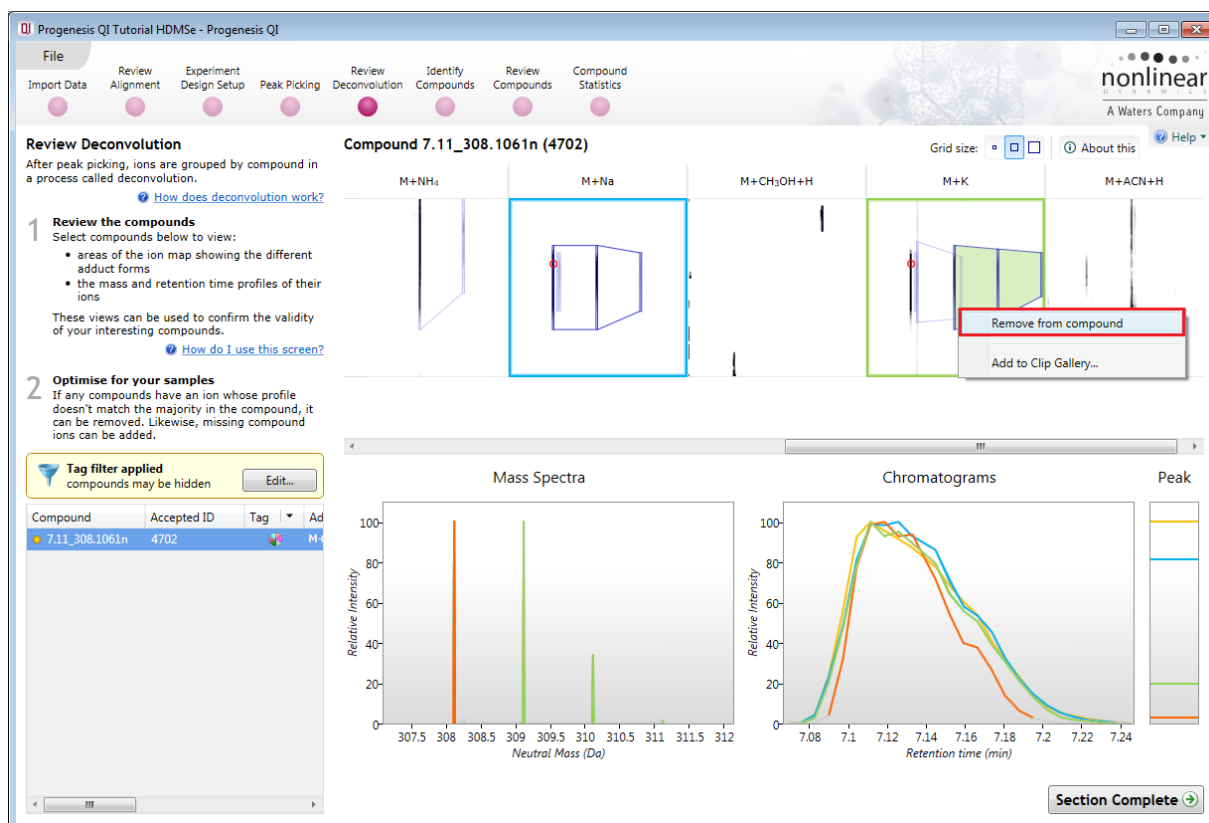 Progenesis QI Tutorial HDMSe - Progenesis QI
File
Import Data
Review Alignment
Experiment Design Setup
Peak Picking
Review Deconvolution
Identify Compounds
Review Compounds
Compound Statistics
nonlinear
DYNAMICS
A Waters Company
Review Deconvolution
After peak picking, ions are grouped by compound in
a process called deconvolution.
How does deconvolution work?
1 Review the compounds
Select compounds below to view:
• areas of the ion map showing the different
adduct forms
• the mass and retention time profiles of their
ions
These views can be used to confirm the validity
of your interesting compounds.
How do I use this screen?
2 Optimise for your samples
If any compounds have an ion whose profile
doesn't match the majority in the compound, it
can be removed. Likewise, missing compound
ions can be added.
Tag filter applied
compounds may be hidden
Edit...
Compound Accepted ID Tag Ad
7.11_308.1061n 4702 M+
Compound 7.11_308.1061n (4702)
Grid size:
About this
Help
M+NH₄ M+Na M+CH₃OH+H M+K M+ACN+H
Remove from compound
Add to Clip Gallery...
Mass Spectra
Relative Intensity
100
80
60
40
20
0
307.5 308 308.5 309 309.5 310 310.5 311 311.5 312
Neutral Mass (Da)
Chromatograms
Relative Intensity
100
80
60
40
20
0
7.08 7.1 7.12 7.14 7.16 7.18 7.2 7.22 7.24
Retention time (min)
Peak
Section Complete